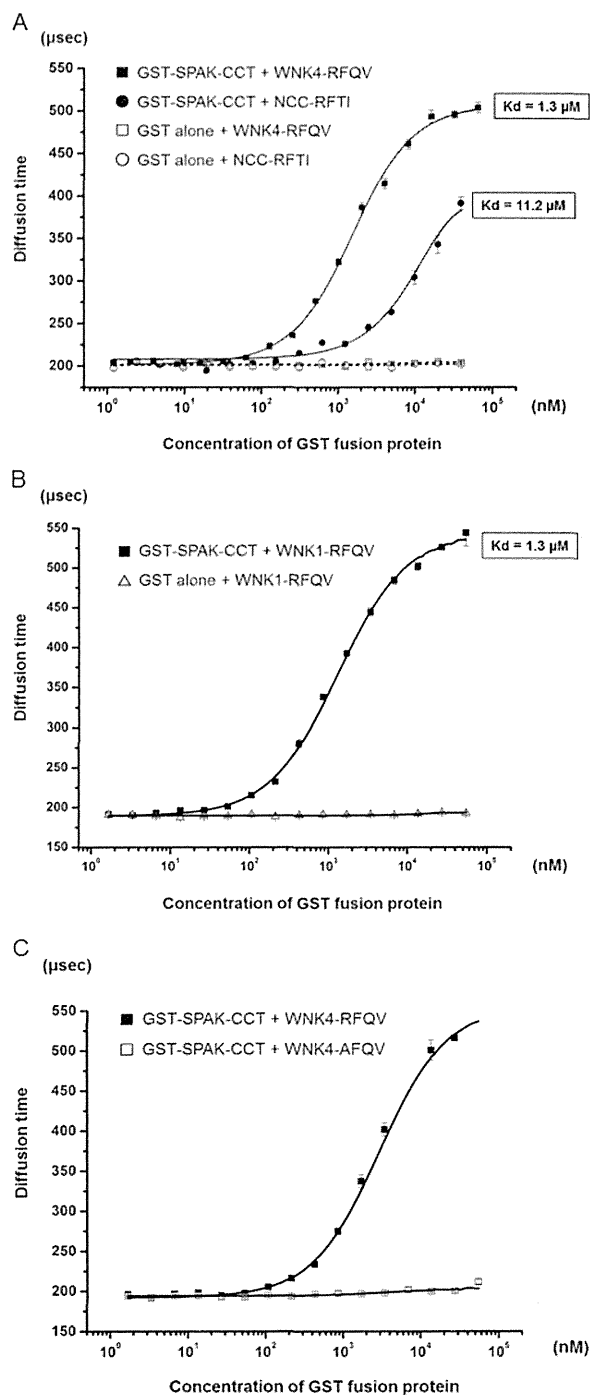 A
(μsec)
550
500
450
400
350
300
250
200
Diffusion time
GST-SPAK-CCT + WNK4-RFQV
GST-SPAK-CCT + NCC-RFTI
GST alone + WNK4-RFQV
GST alone + NCC-RFTI
Kd = 1.3 μM
Kd = 11.2 μM
10⁰ 10¹ 10² 10³ 10⁴ 10⁵
(nM)
Concentration of GST fusion protein
B
(μsec)
550
500
450
400
350
300
250
200
150
Diffusion time
GST-SPAK-CCT + WNK1-RFQV
GST alone + WNK1-RFQV
Kd = 1.3 μM
10⁰ 10¹ 10² 10³ 10⁴ 10⁵
(nM)
Concentration of GST fusion protein
C
(μsec)
550
500
450
400
350
300
250
200
150
Diffusion time
GST-SPAK-CCT + WNK4-RFQV
GST-SPAK-CCT + WNK4-AFQV
10⁰ 10¹ 10² 10³ 10⁴ 10⁵
(nM)
Concentration of GST fusion protein